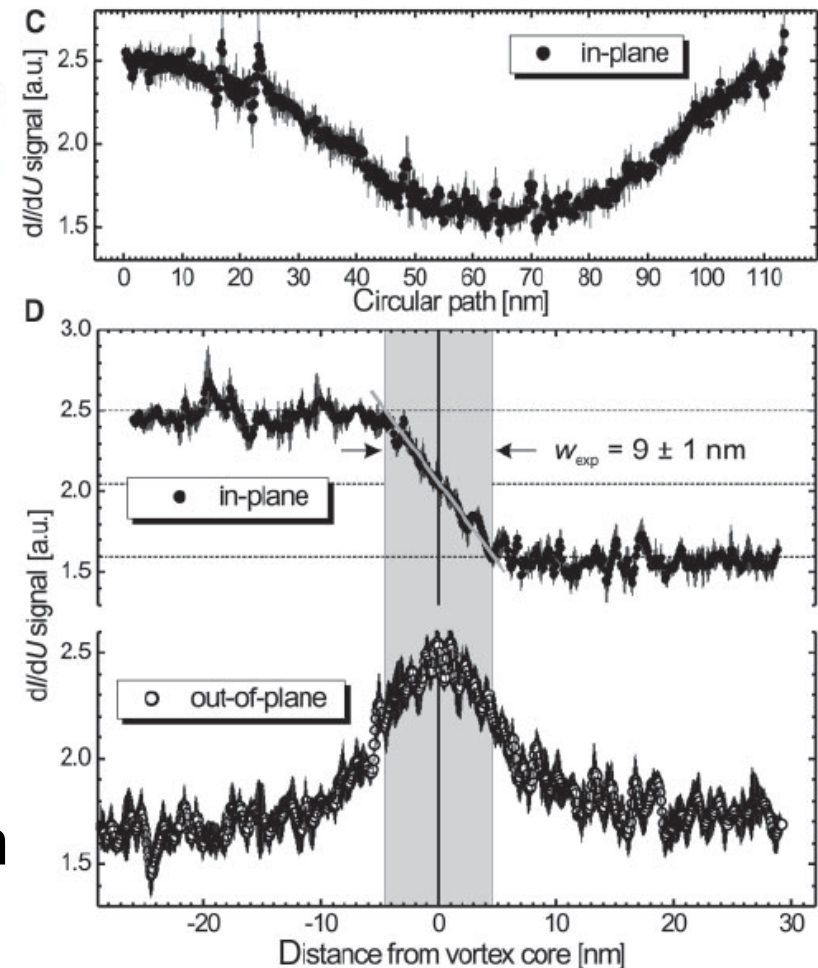 C
in-plane
dI/dU signal [a.u.]
2.5
2.0
1.5
0 10 20 30 40 50 60 70 80 90 100 110
Circular path [nm]
D
3.0
2.5
2.0
1.5
w exp = 9 ± 1 nm
in-plane
dI/dU signal [a.u.]
2.5
2.0
1.5
out-of-plane
-20 -10 0 10 20 30
Distance from vortex core [nm]